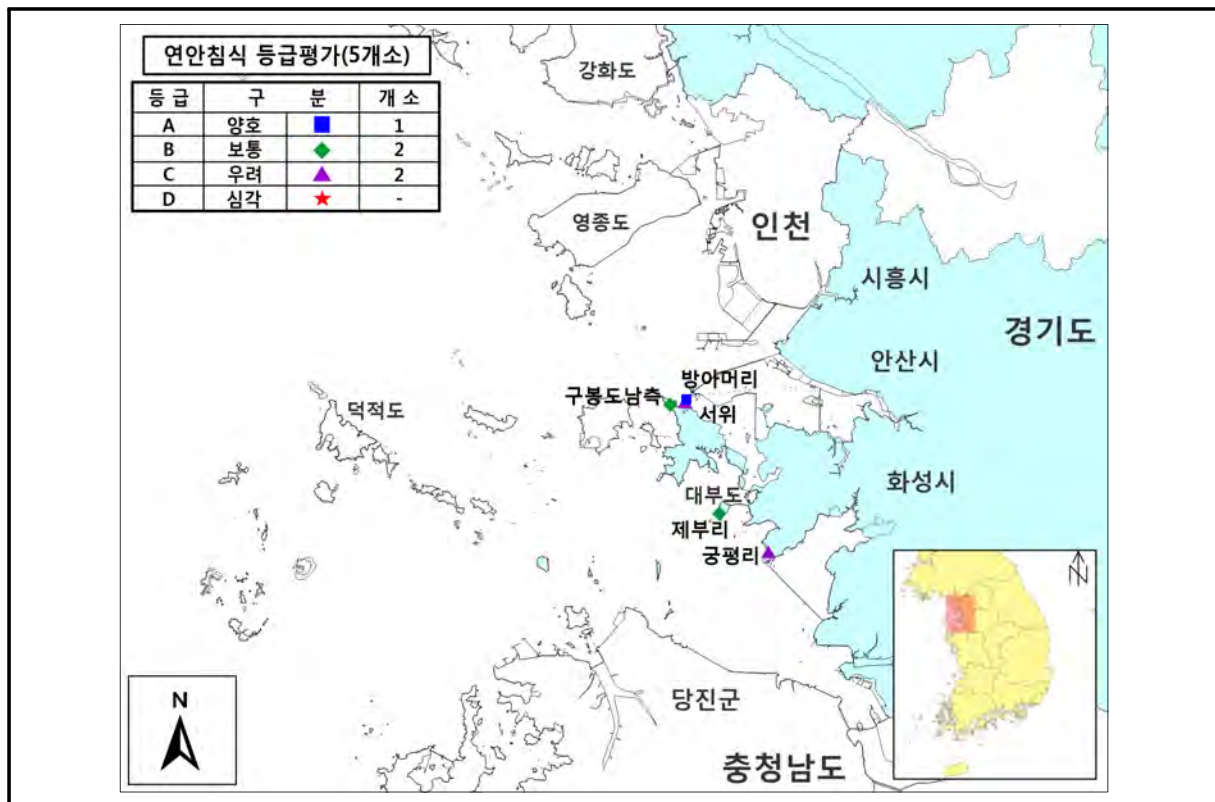 연안침식 등급평가(5개소)
등 급 구 분 개 소
A 양호 1
B 보통 2
C 우려 2
D 심각 -
강화도
영종도
인천
시흥시
경기도
안산시
방아머리
구봉도남측
서위
덕적도
화성시
대부도
제부리
궁평리
당진군
충청남도
N
N